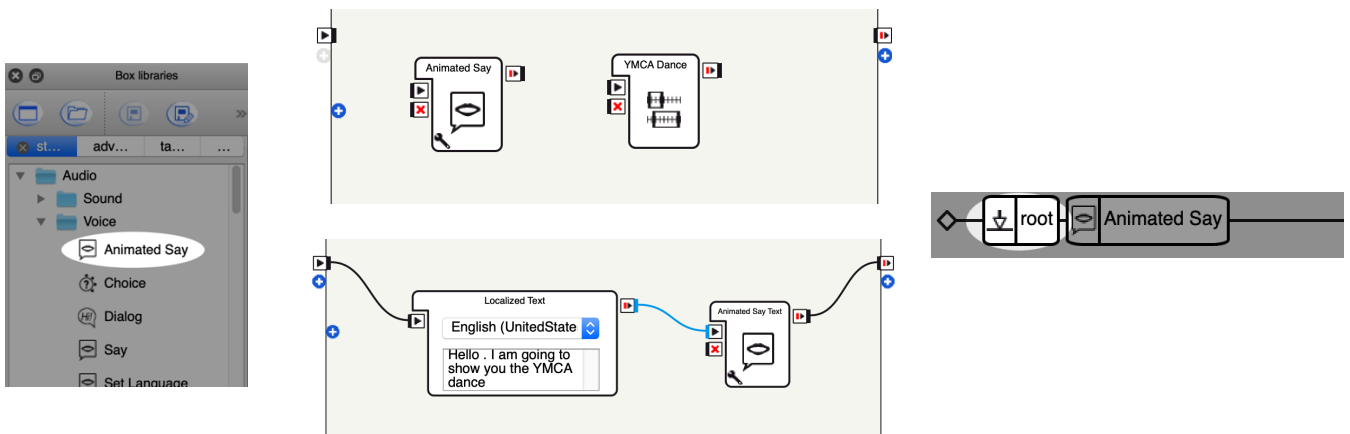 Box libraries
st...
adv...
ta...
...
Audio
Sound
Voice
Animated Say
Choice
Dialog
Say
Set Language
Animated Say
YMCA Dance
Localized Text
English (UnitedState
Hello . I am going to
show you the YMCA
dance
Animated Say Text
root
Animated Say